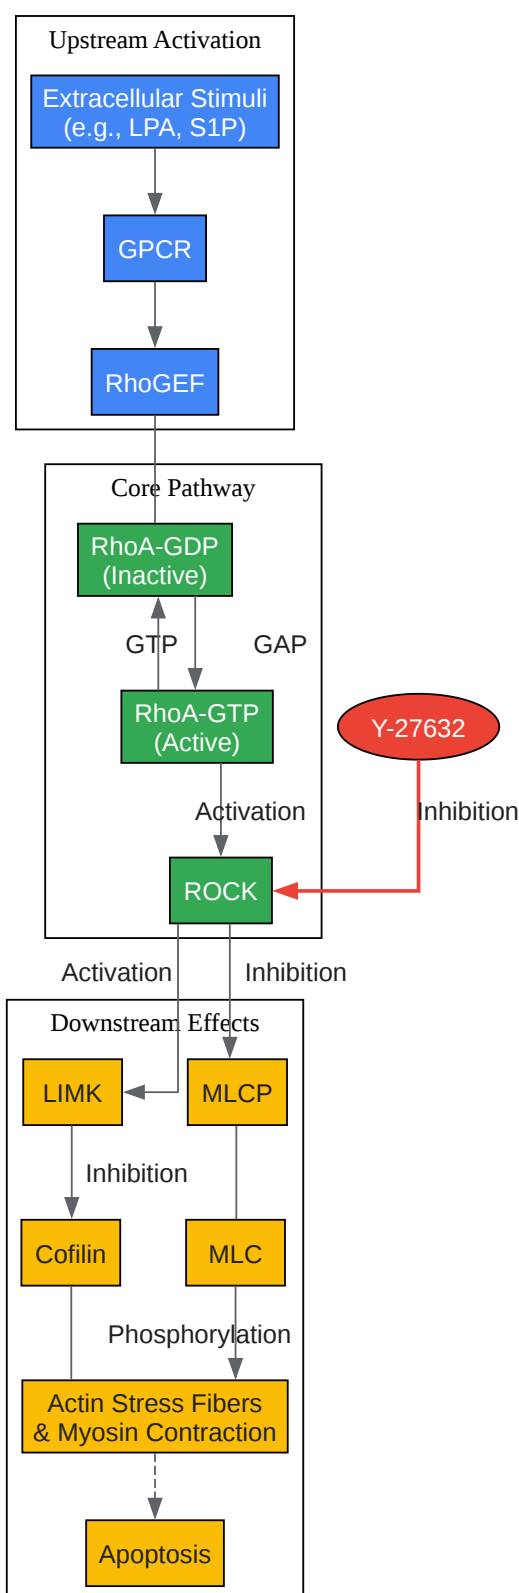 Upstream Activation
Extracellular Stimuli
(e.g., LPA, S1P)
GPCR
RhoGEF
Core Pathway
RhoA-GDP
(Inactive)
GTP
GAP
RhoA-GTP
(Active)
Y-27632
Activation
Inhibition
ROCK
Activation
Inhibition
Downstream Effects
LIMK
MLCP
Inhibition
Cofilin
MLC
Phosphorylation
Actin Stress Fibers
& Myosin Contraction
Apoptosis